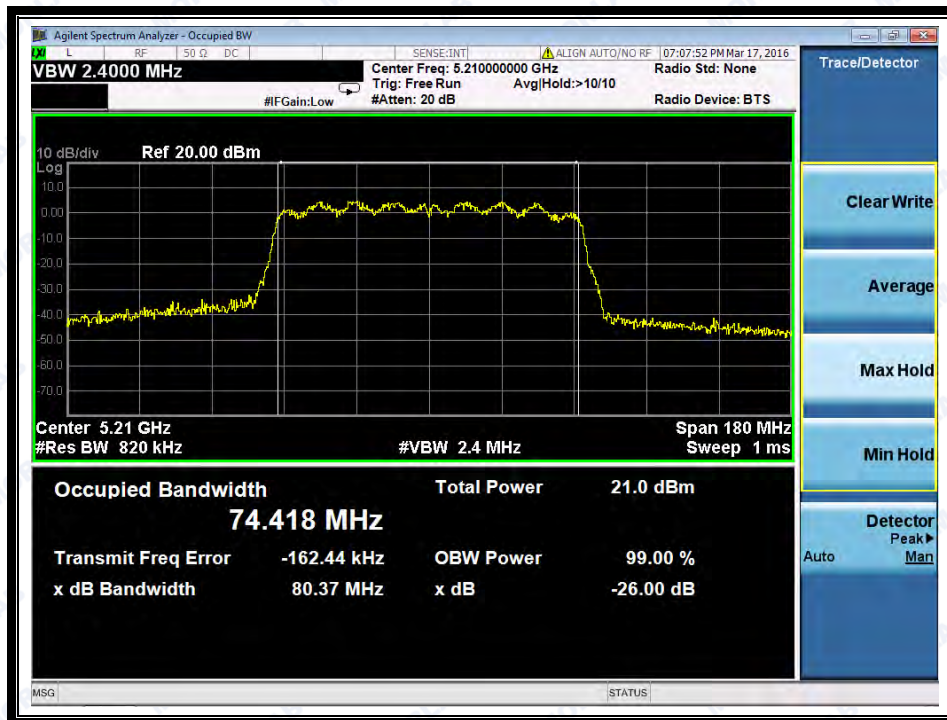 Agilent Spectrum Analyzer - Occupied BW
LXI L RF 50 Ω DC SENSE:INT ALIGN AUTO/NO RF 07:07:52 PM Mar 17, 2016
VBW 2.4000 MHz
Center Freq: 5.210000000 GHz Radio Std: None
Trig: Free Run Avg|Hold:>10/10
#IFGain:Low #Atten: 20 dB Radio Device: BTS
Trace/Detector
10 dB/div Ref 20.00 dBm
Log
10.0
0.00
-10.0
-20.0
-30.0
-40.0
-50.0
-60.0
-70.0
Center 5.21 GHz Span 180 MHz
#Res BW 820 kHz #VBW 2.4 MHz Sweep 1 ms
Occupied Bandwidth Total Power 21.0 dBm
74.418 MHz
Transmit Freq Error -162.44 kHz OBW Power 99.00 %
x dB Bandwidth 80.37 MHz x dB -26.00 dB
Clear Write
Average
Max Hold
Min Hold
Detector
Peak▶
Auto Man
MSG STATUS